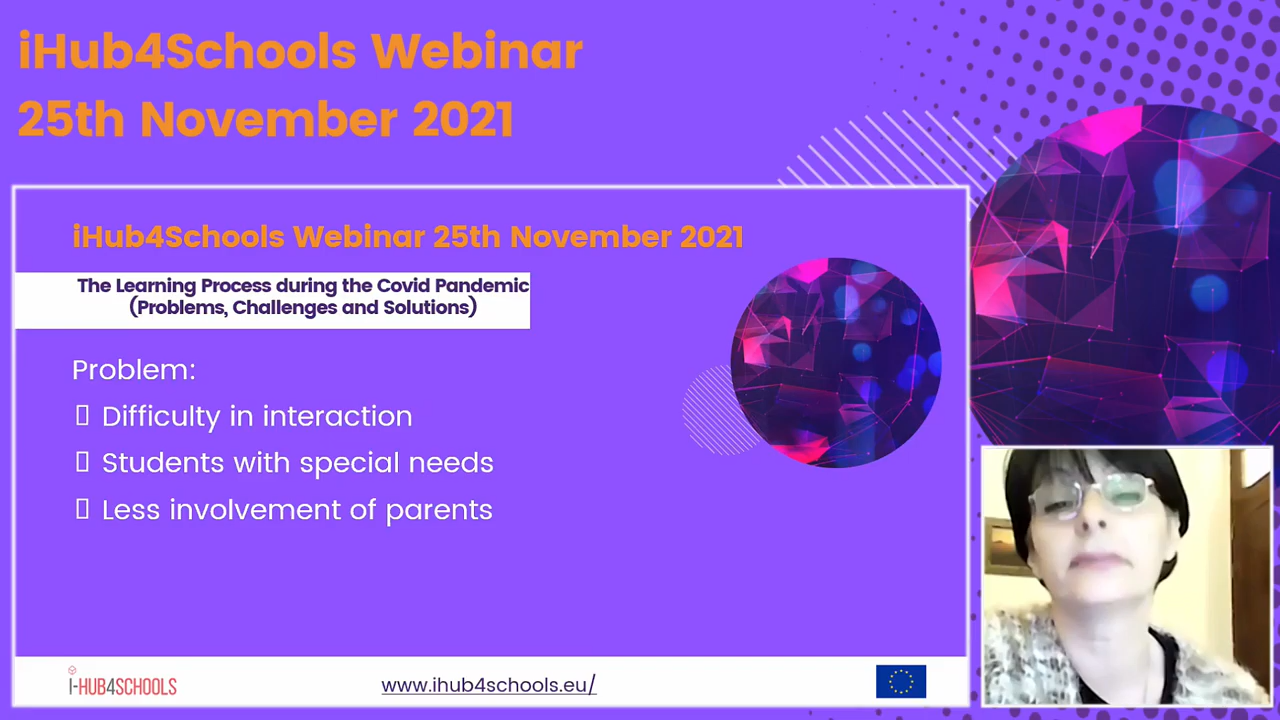 iHub4Schools Webinar
25th November 2021
iHub4Schools Webinar 25th November 2021
The Learning Process during the Covid Pandemic
(Problems, Challenges and Solutions)
Problem:
Difficulty in interaction
Students with special needs
Less involvement of parents
I-HUB4SCHOOLS
www.ihub4schools.eu/